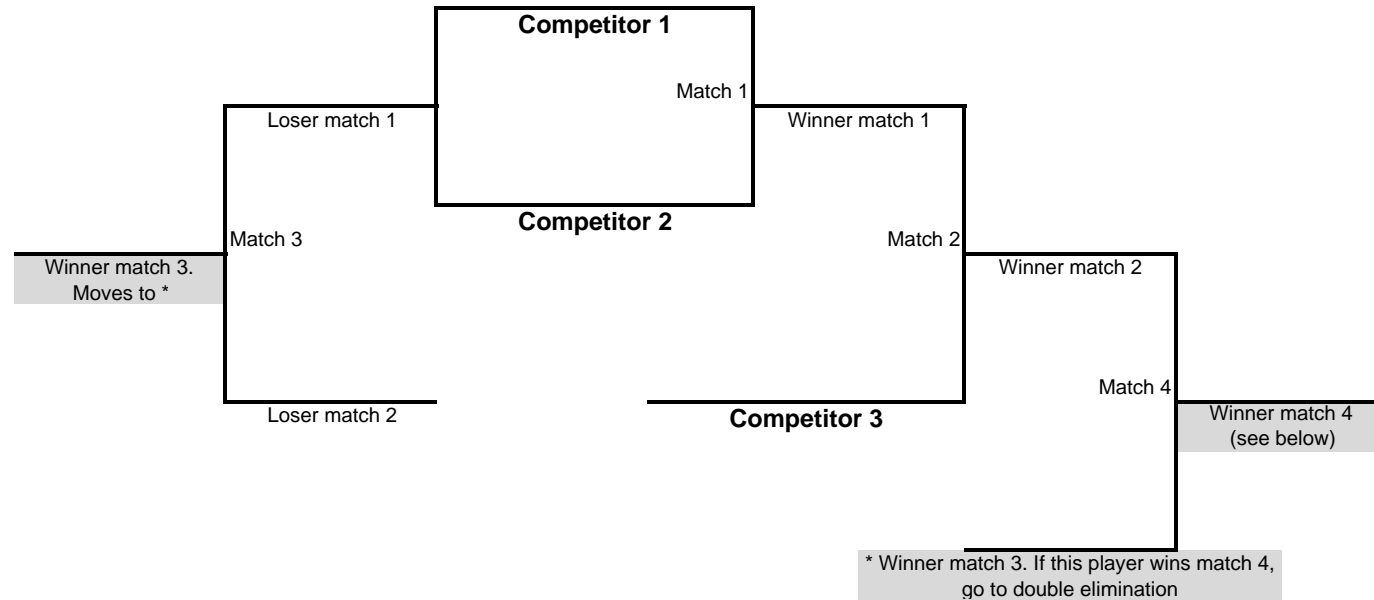 Competitor 1
Match 1
Loser match 1
Winner match 1
Competitor 2
Match 3
Match 2
Winner match 3.
Moves to *
Winner match 2
Match 4
Loser match 2
Competitor 3
Winner match 4
(see below)
* Winner match 3. If this player wins match 4,
go to double elimination